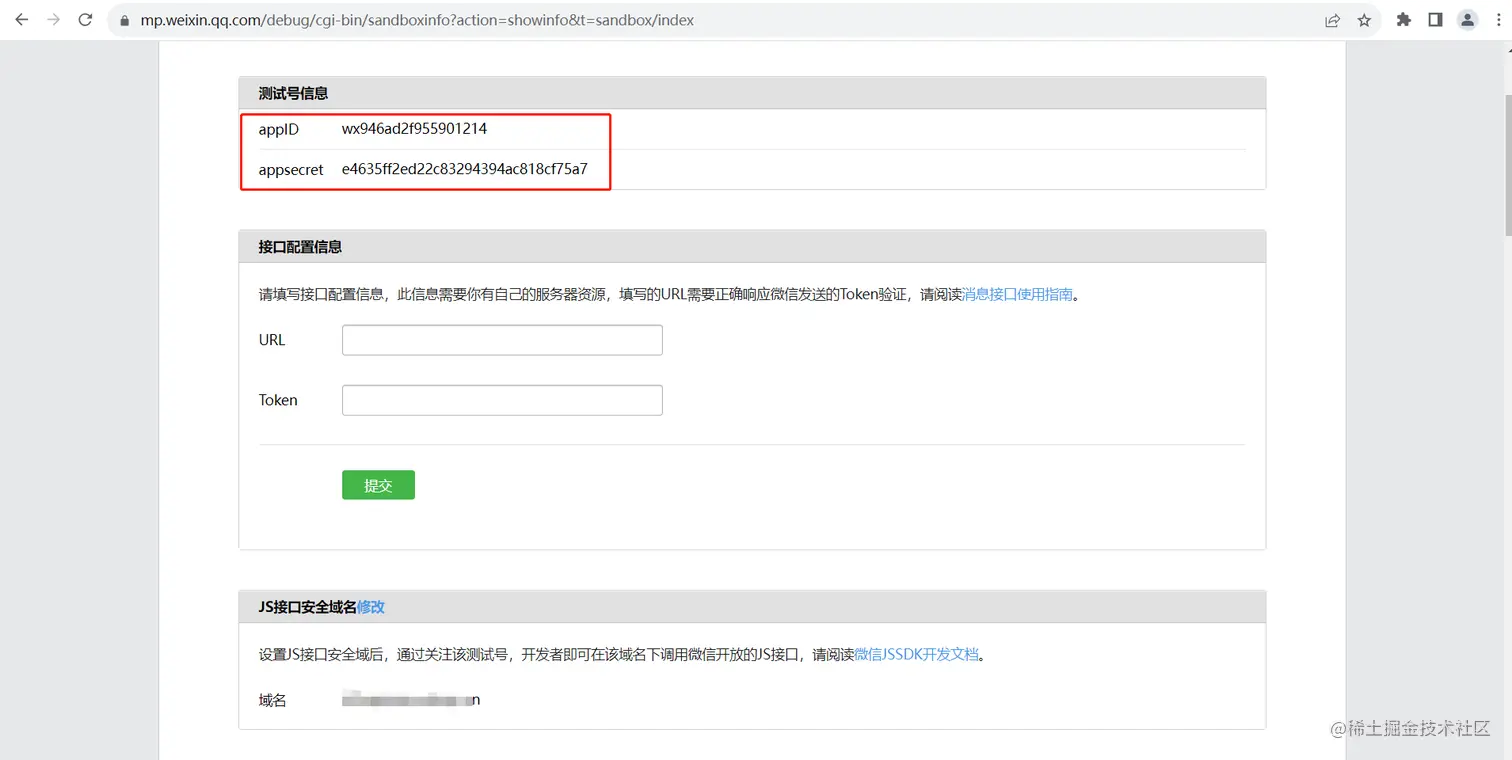 mp.weixin.qq.com/debug/cgi-bin/sandboxinfo?action=showinfo&t=sandbox/index
测试号信息
appID wx946ad2f955901214
appsecret e4635ff2ed22c83294394ac818cf75a7
接口配置信息
请填写接口配置信息，此信息需要你有自己的服务器资源，填写的URL需要正确响应微信发送的Token验证，请阅读消息接口使用指南。
URL
Token
提交
JS接口安全域名修改
设置JS接口安全域后，通过关注该测试号，开发者即可在该域名下调用微信开放的JS接口，请阅读微信JSSDK开发文档。
域名 n
@稀土掘金技术社区